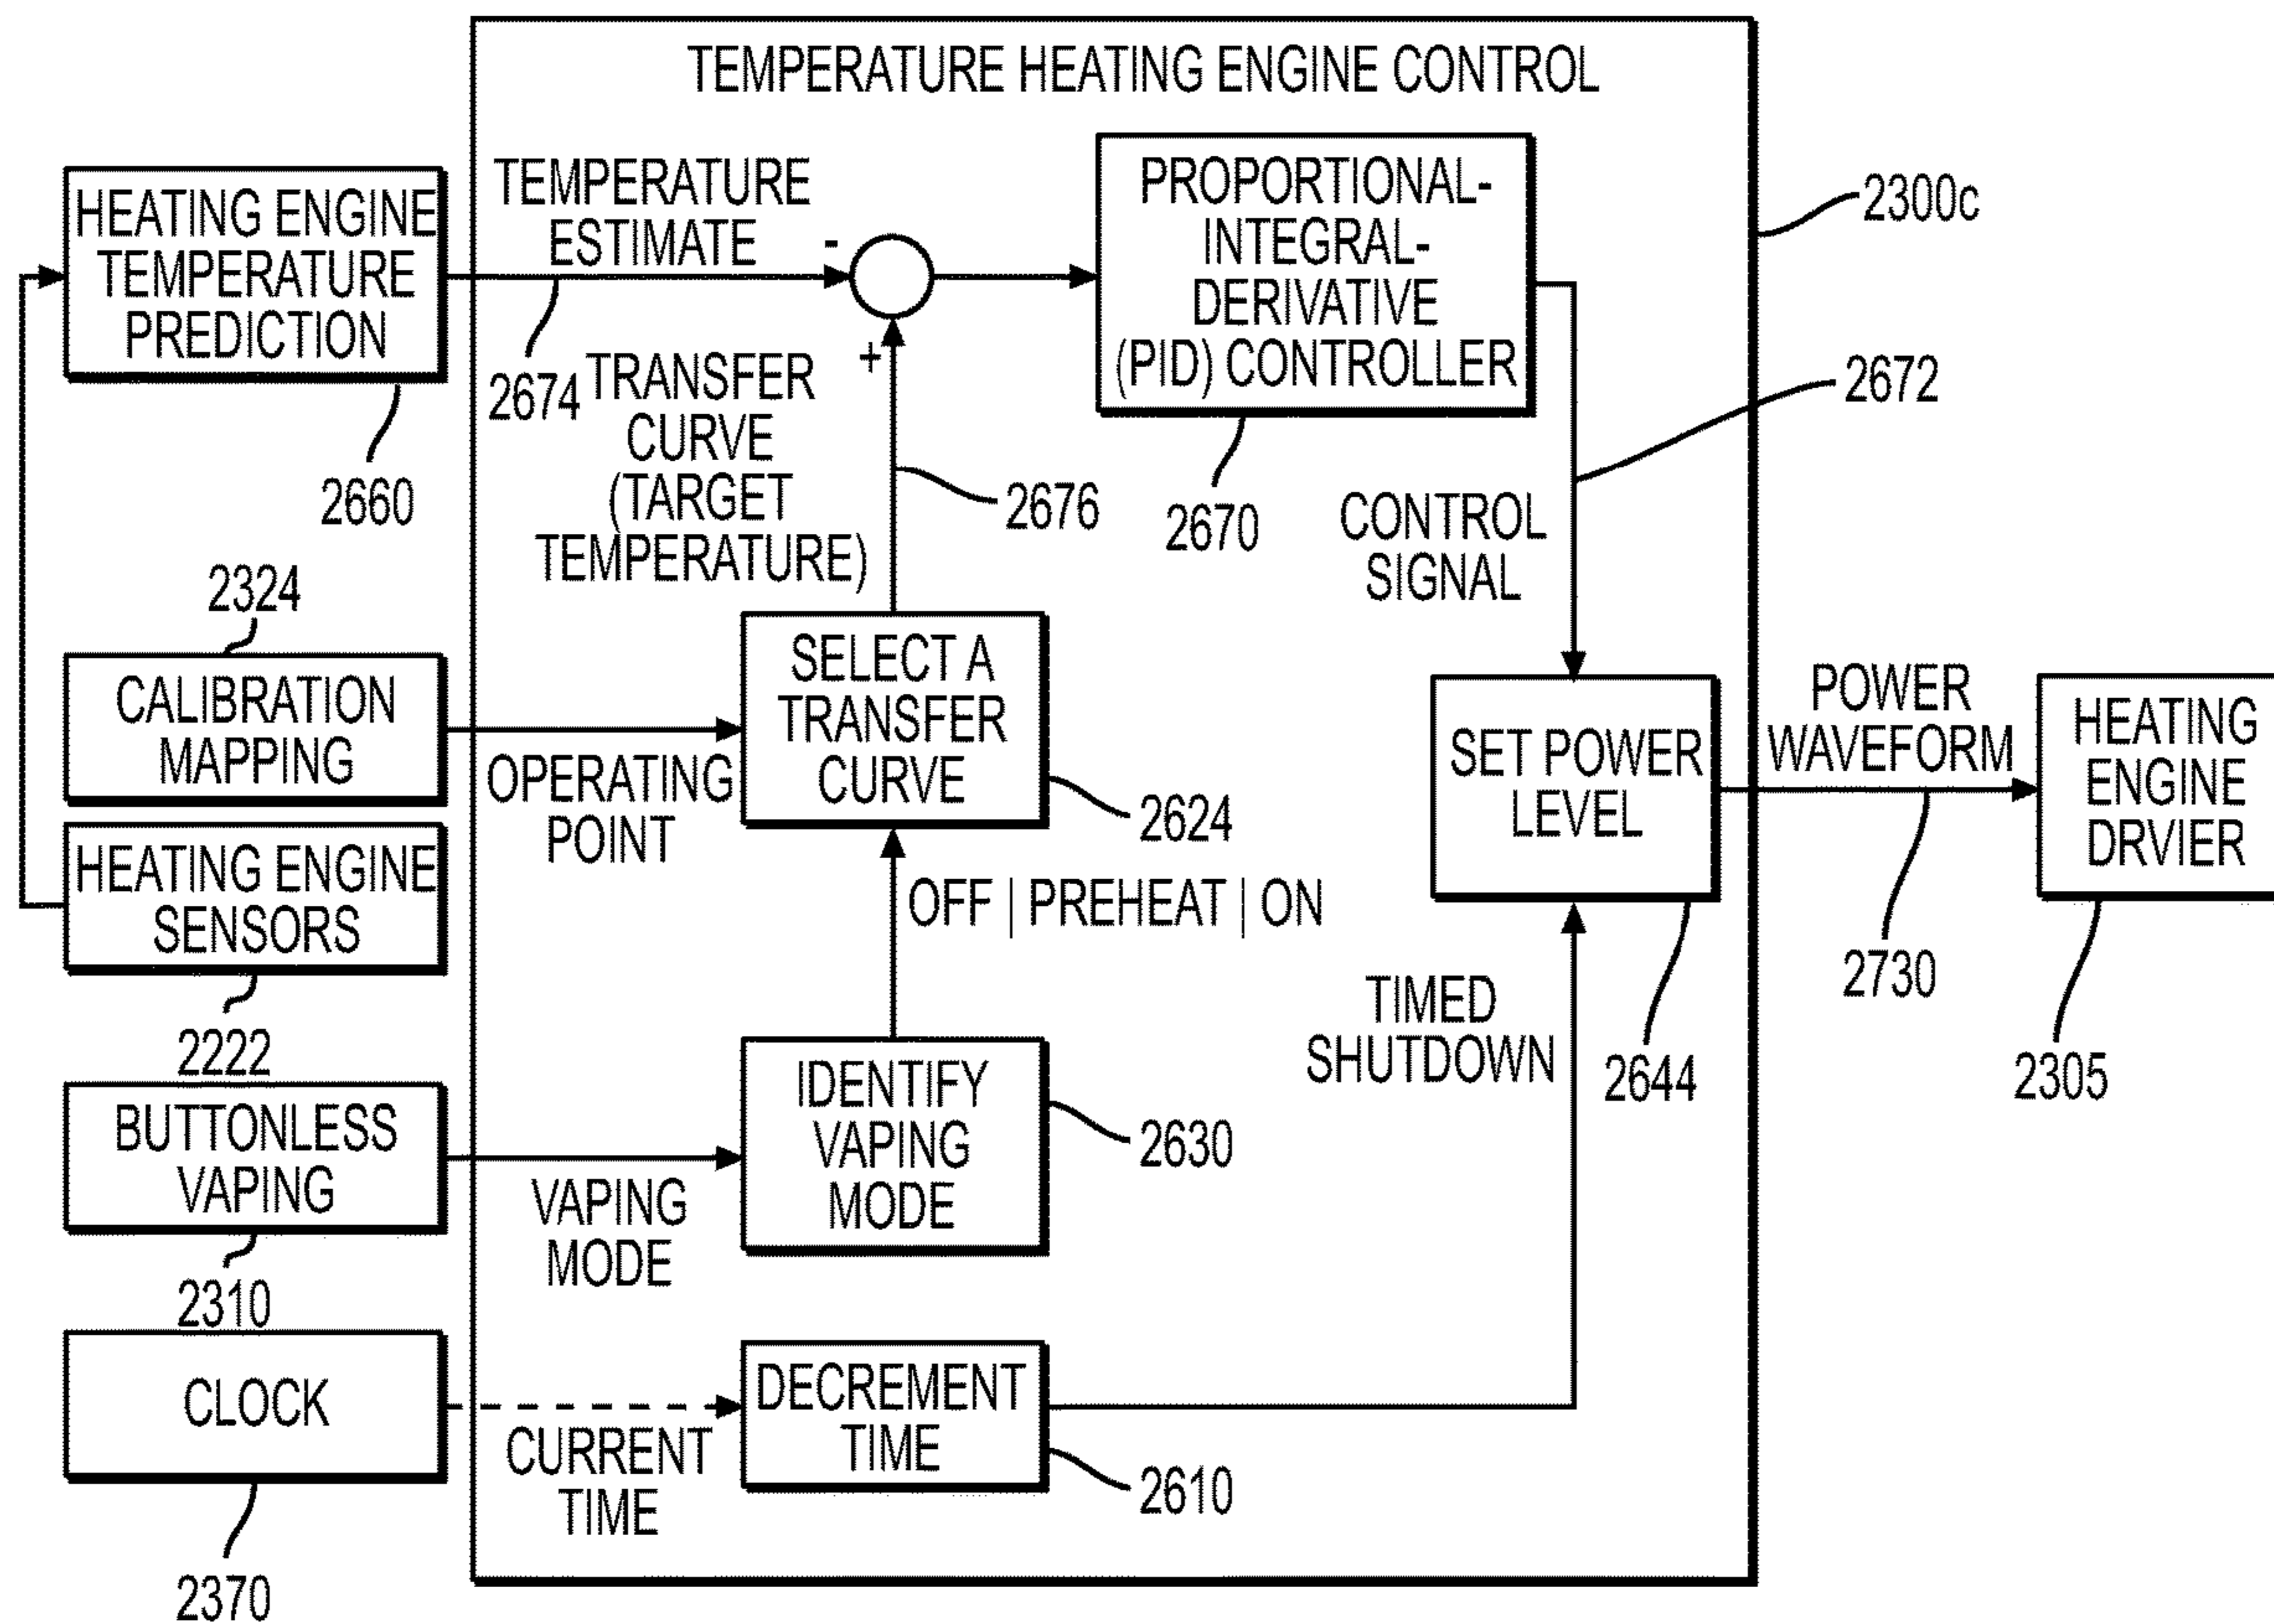 TEMPERATURE HEATING ENGINE CONTROL
HEATING ENGINE
TEMPERATURE
PREDICTION
2660
TEMPERATURE
ESTIMATE
-
2674
TRANSFER
CURVE
(TARGET
TEMPERATURE)
+
2676
PROPORTIONAL-
INTEGRAL-
DERIVATIVE
(PID) CONTROLLER
2670
2300c
2672
CONTROL
SIGNAL
2324
CALIBRATION
MAPPING
OPERATING
POINT
SELECT A
TRANSFER
CURVE
2624
HEATING ENGINE
SENSORS
2222
OFF | PREHEAT | ON
SET POWER
LEVEL
2644
POWER
WAVEFORM
2730
HEATING
ENGINE
DRVIER
2305
TIMED
SHUTDOWN
BUTTONLESS
VAPING
2310
VAPING
MODE
IDENTIFY
VAPING
MODE
2630
CLOCK
2370
CURRENT
TIME
DECREMENT
TIME
2610